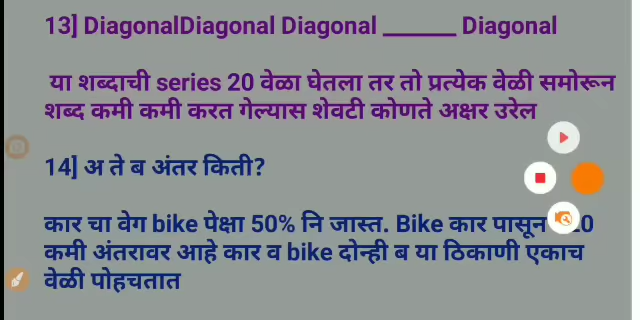 13] DiagonalDiagonal Diagonal ______ Diagonal
या शब्दाची series 20 वेळा घेतला तर तो प्रत्येक वेळी समोरून
शब्द कमी कमी करत गेल्यास शेवटी कोणते अक्षर उरेल
14] अ ते ब अंतर किती?
कार चा वेग bike पेक्षा 50% नि जास्त. Bike कार पासून
कमी अंतरावर आहे कार व bike दोन्ही ब या ठिकाणी एकाच
वेळी पोहचतात